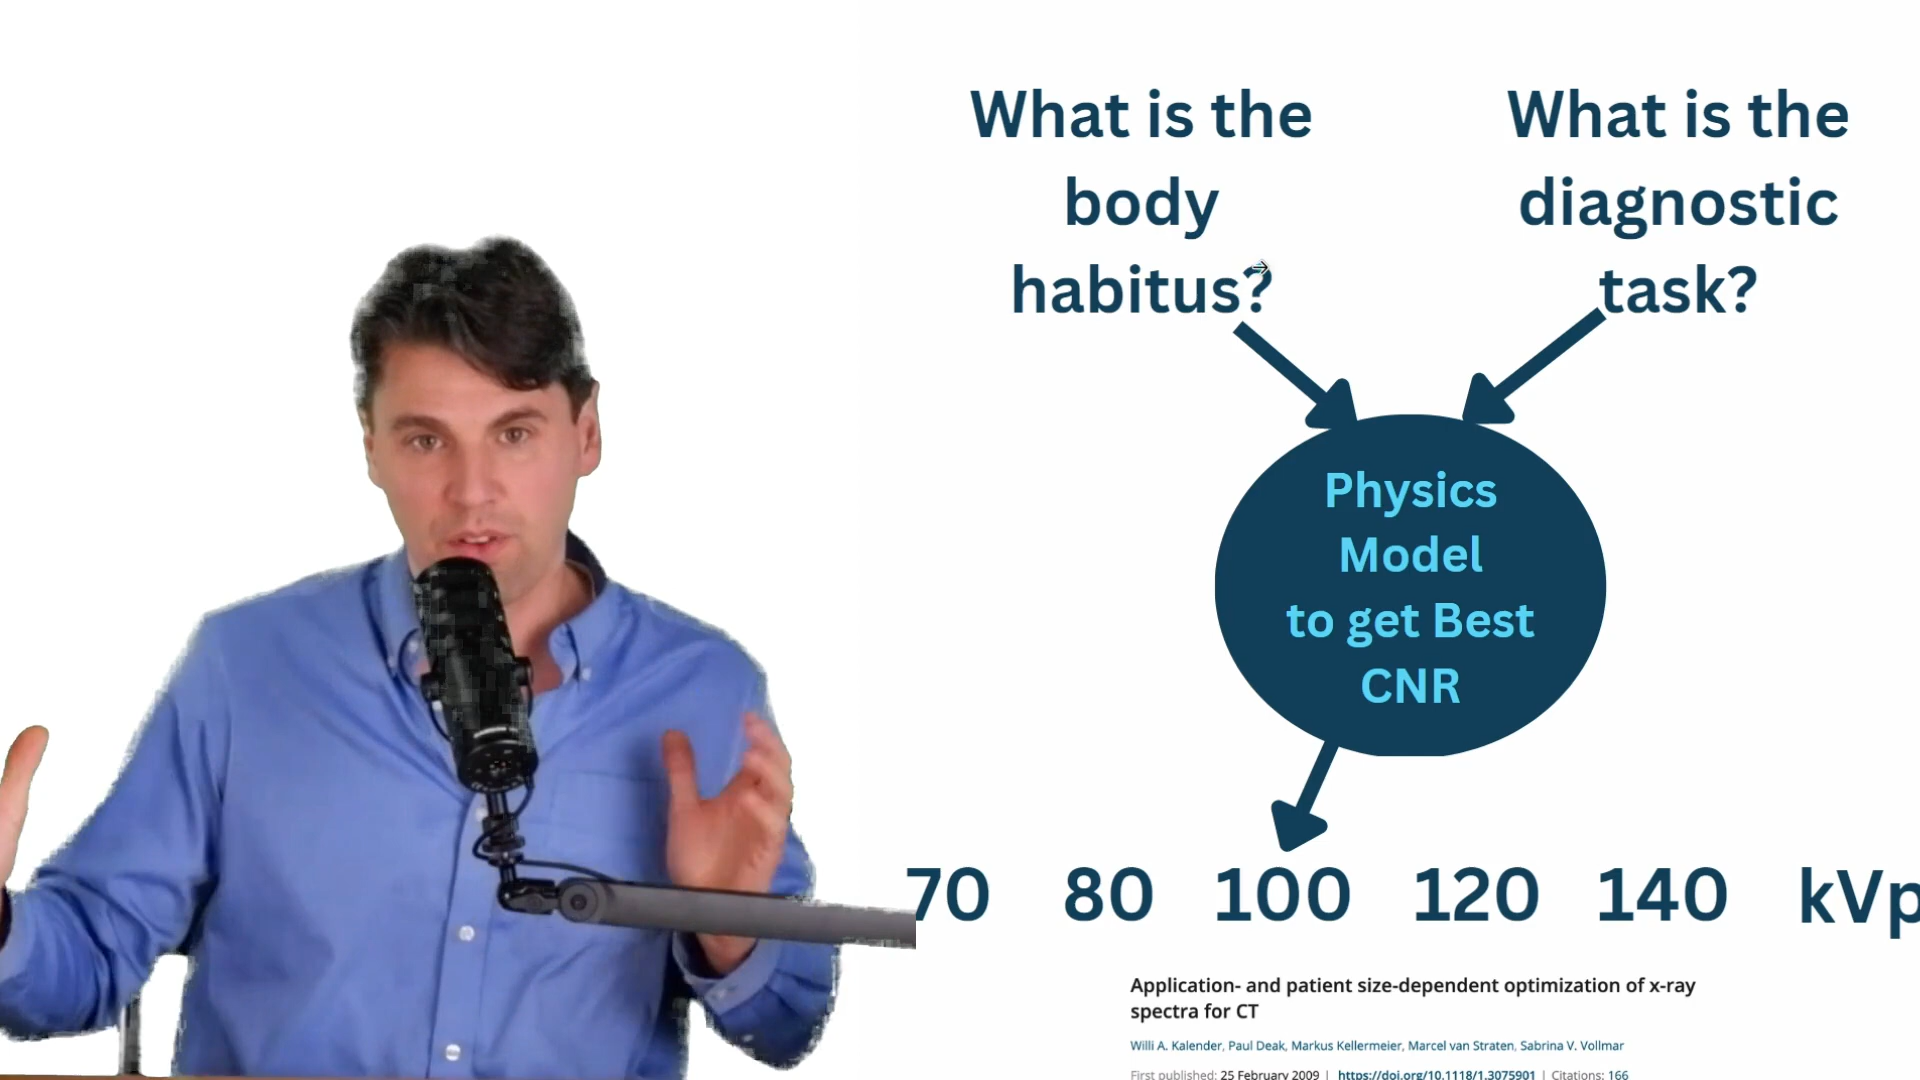 What is the
body
habitus?
What is the
diagnostic
task?
Physics
Model
to get Best
CNR
70 80 100 120 140 kVp
Application- and patient size-dependent optimization of x-ray
spectra for CT
Willi A. Kalender, Paul Deak, Markus Kellermeier, Marcel van Straten, Sabrina V. Vollmar
First published: 25 February 2009 | https://doi.org/10.1118/1.3075901 | Citations: 166